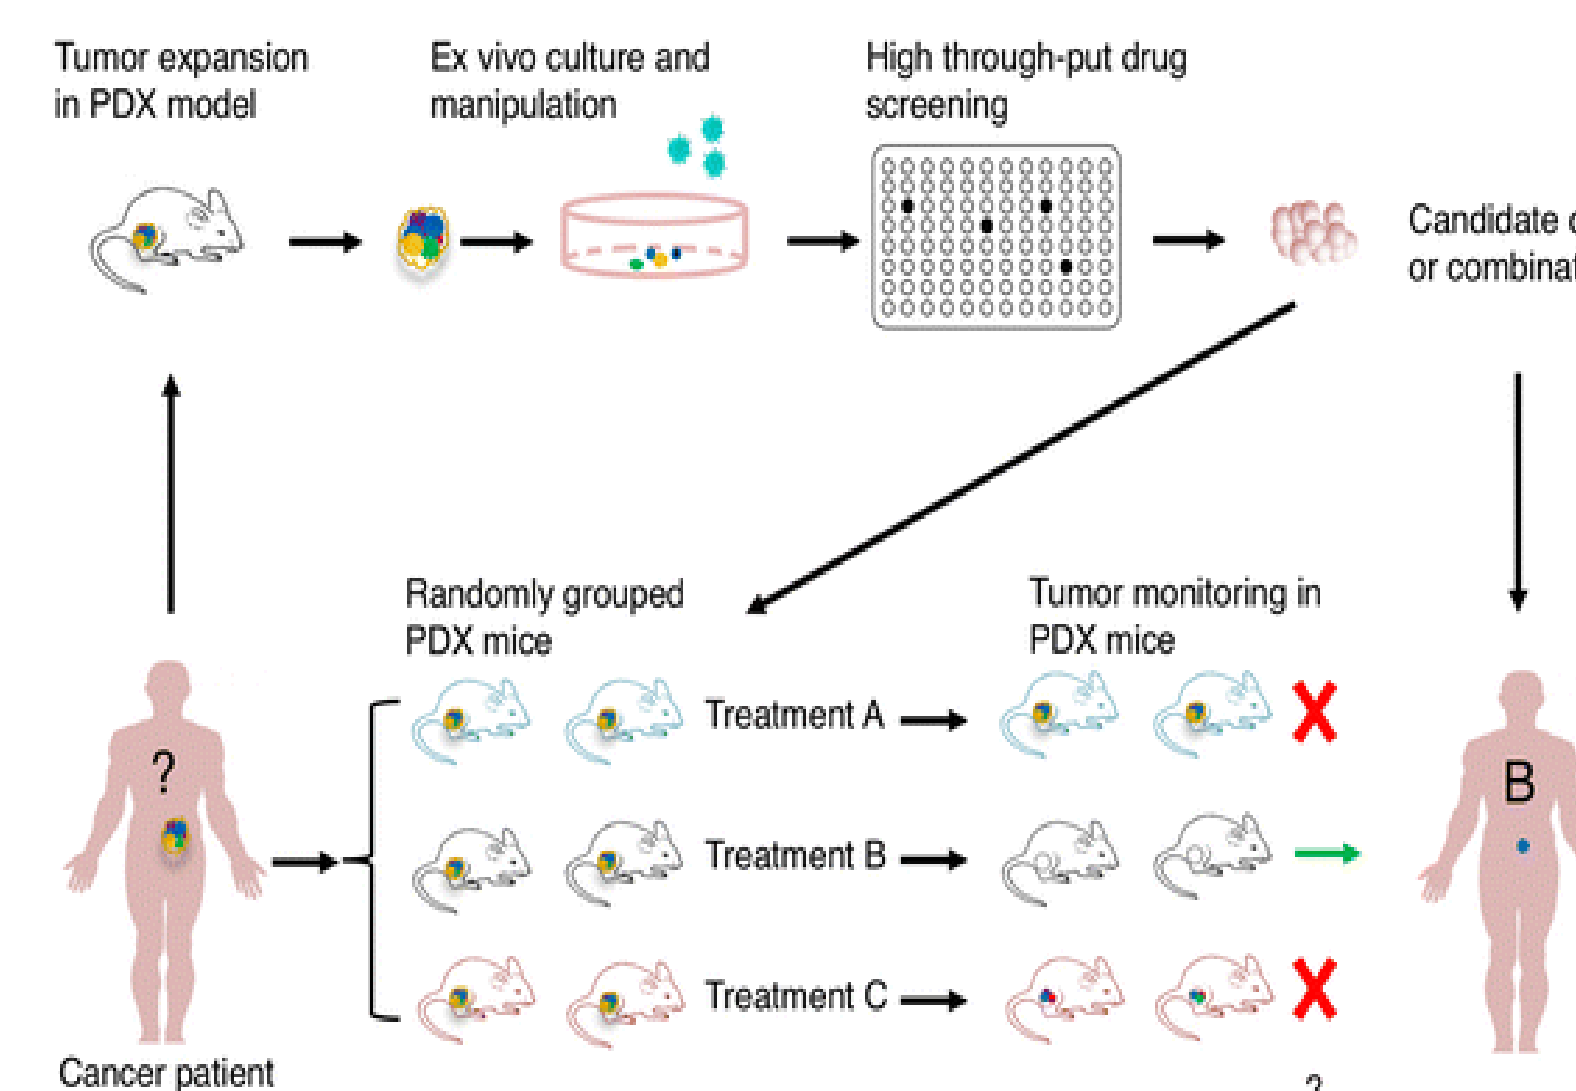 Tumor expansion
in PDX model
Ex vivo culture and
manipulation
High through-put drug
screening
Candidate
or
Randomly grouped
PDX mice
Tumor monitoring in
PDX mice
Treatment A
X
?
B
Treatment B
Treatment C
X
Cancer patient
?